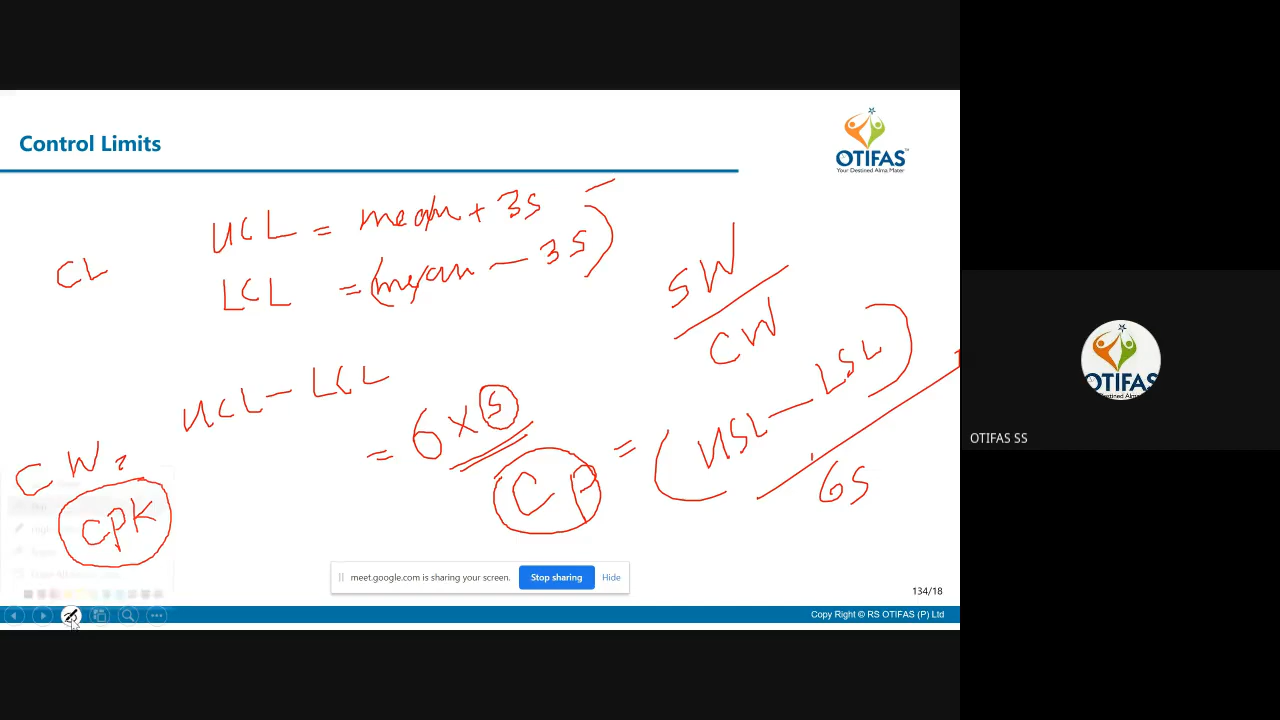 Control Limits
OTIFAS
Your Destined Alma Mater
UCL = mean + 3S
LCL = (mean - 3S)
CL
SW
CW
UCL - LCL
= 6 x S
CP = (USL - LSL)
6S
CW
CPK
meet.google.com is sharing your screen. Stop sharing Hide
134/18
Copy Right © RS OTIFAS (P) Ltd
OTIFAS
OTIFAS SS